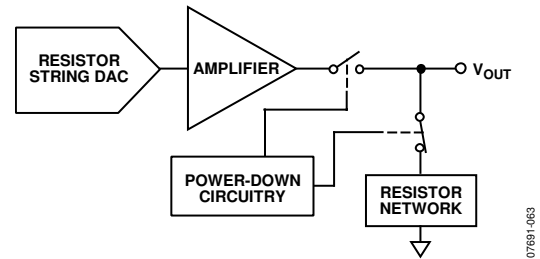 RESISTOR
STRING DAC
AMPLIFIER
VOUT
POWER-DOWN
CIRCUITRY
RESISTOR
NETWORK
07691-063